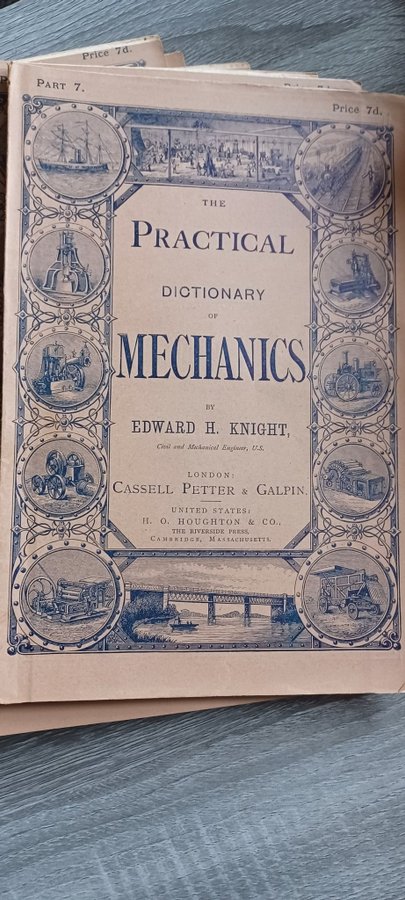 Price 7d.
PART 7.
Price 7d.
THE
PRACTICAL
DICTIONARY
OF
MECHANICS
BY
EDWARD H. KNIGHT,
Civil and Mechanical Engineer, U.S.
LONDON:
CASSELL PETTER & GALPIN.
UNITED STATES:
H. O. HOUGHTON & CO.,
THE RIVERSIDE PRESS,
CAMBRIDGE, MASSACHUSETTS.